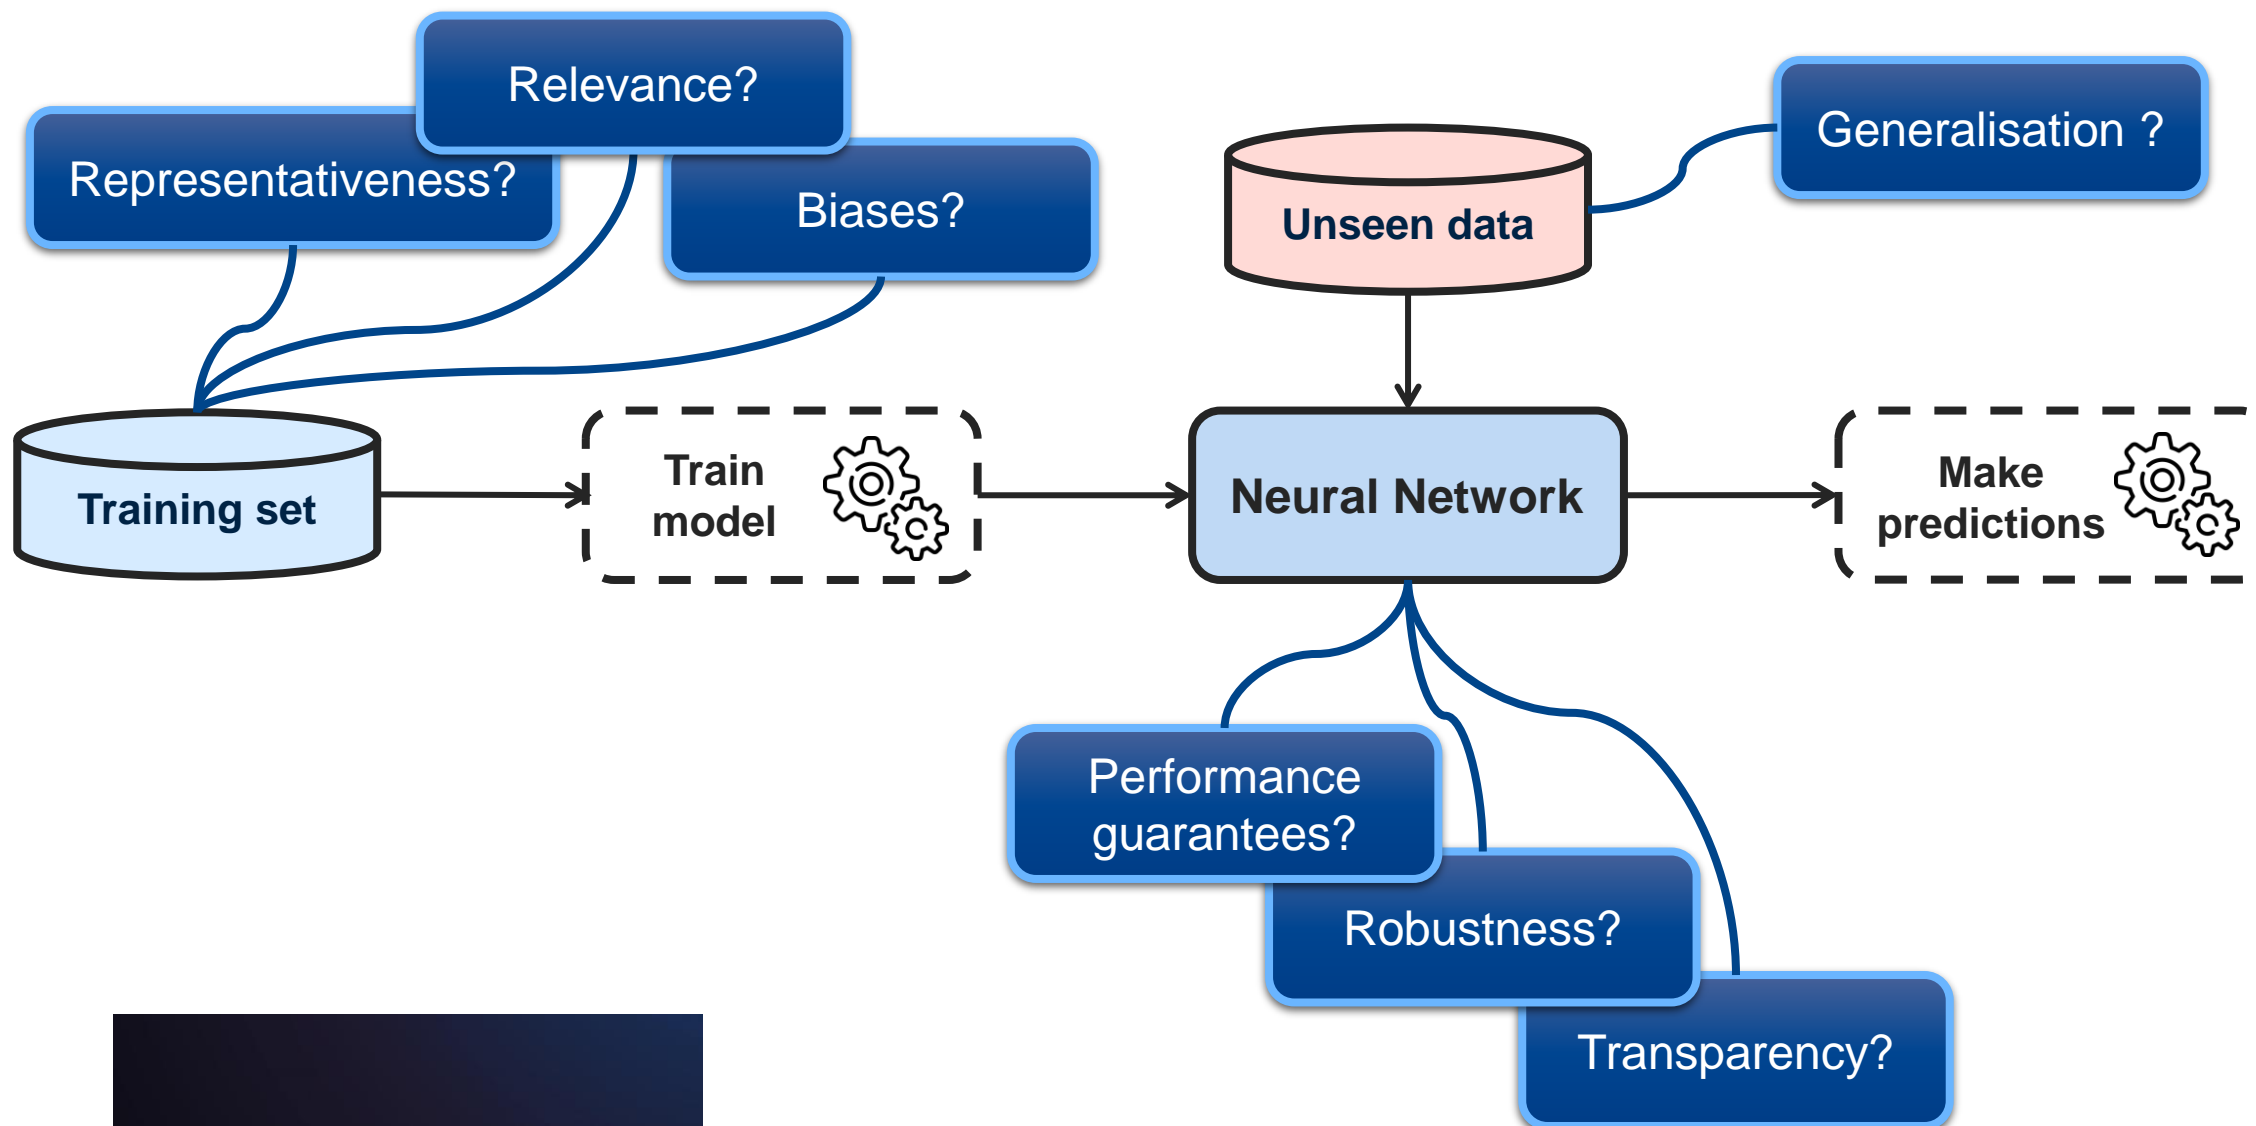 Relevance?
Representativeness?
Biases?
Generalisation ?
Unseen data
Training set
Train
model
Neural Network
Make
predictions
Performance
guarantees?
Robustness?
Transparency?